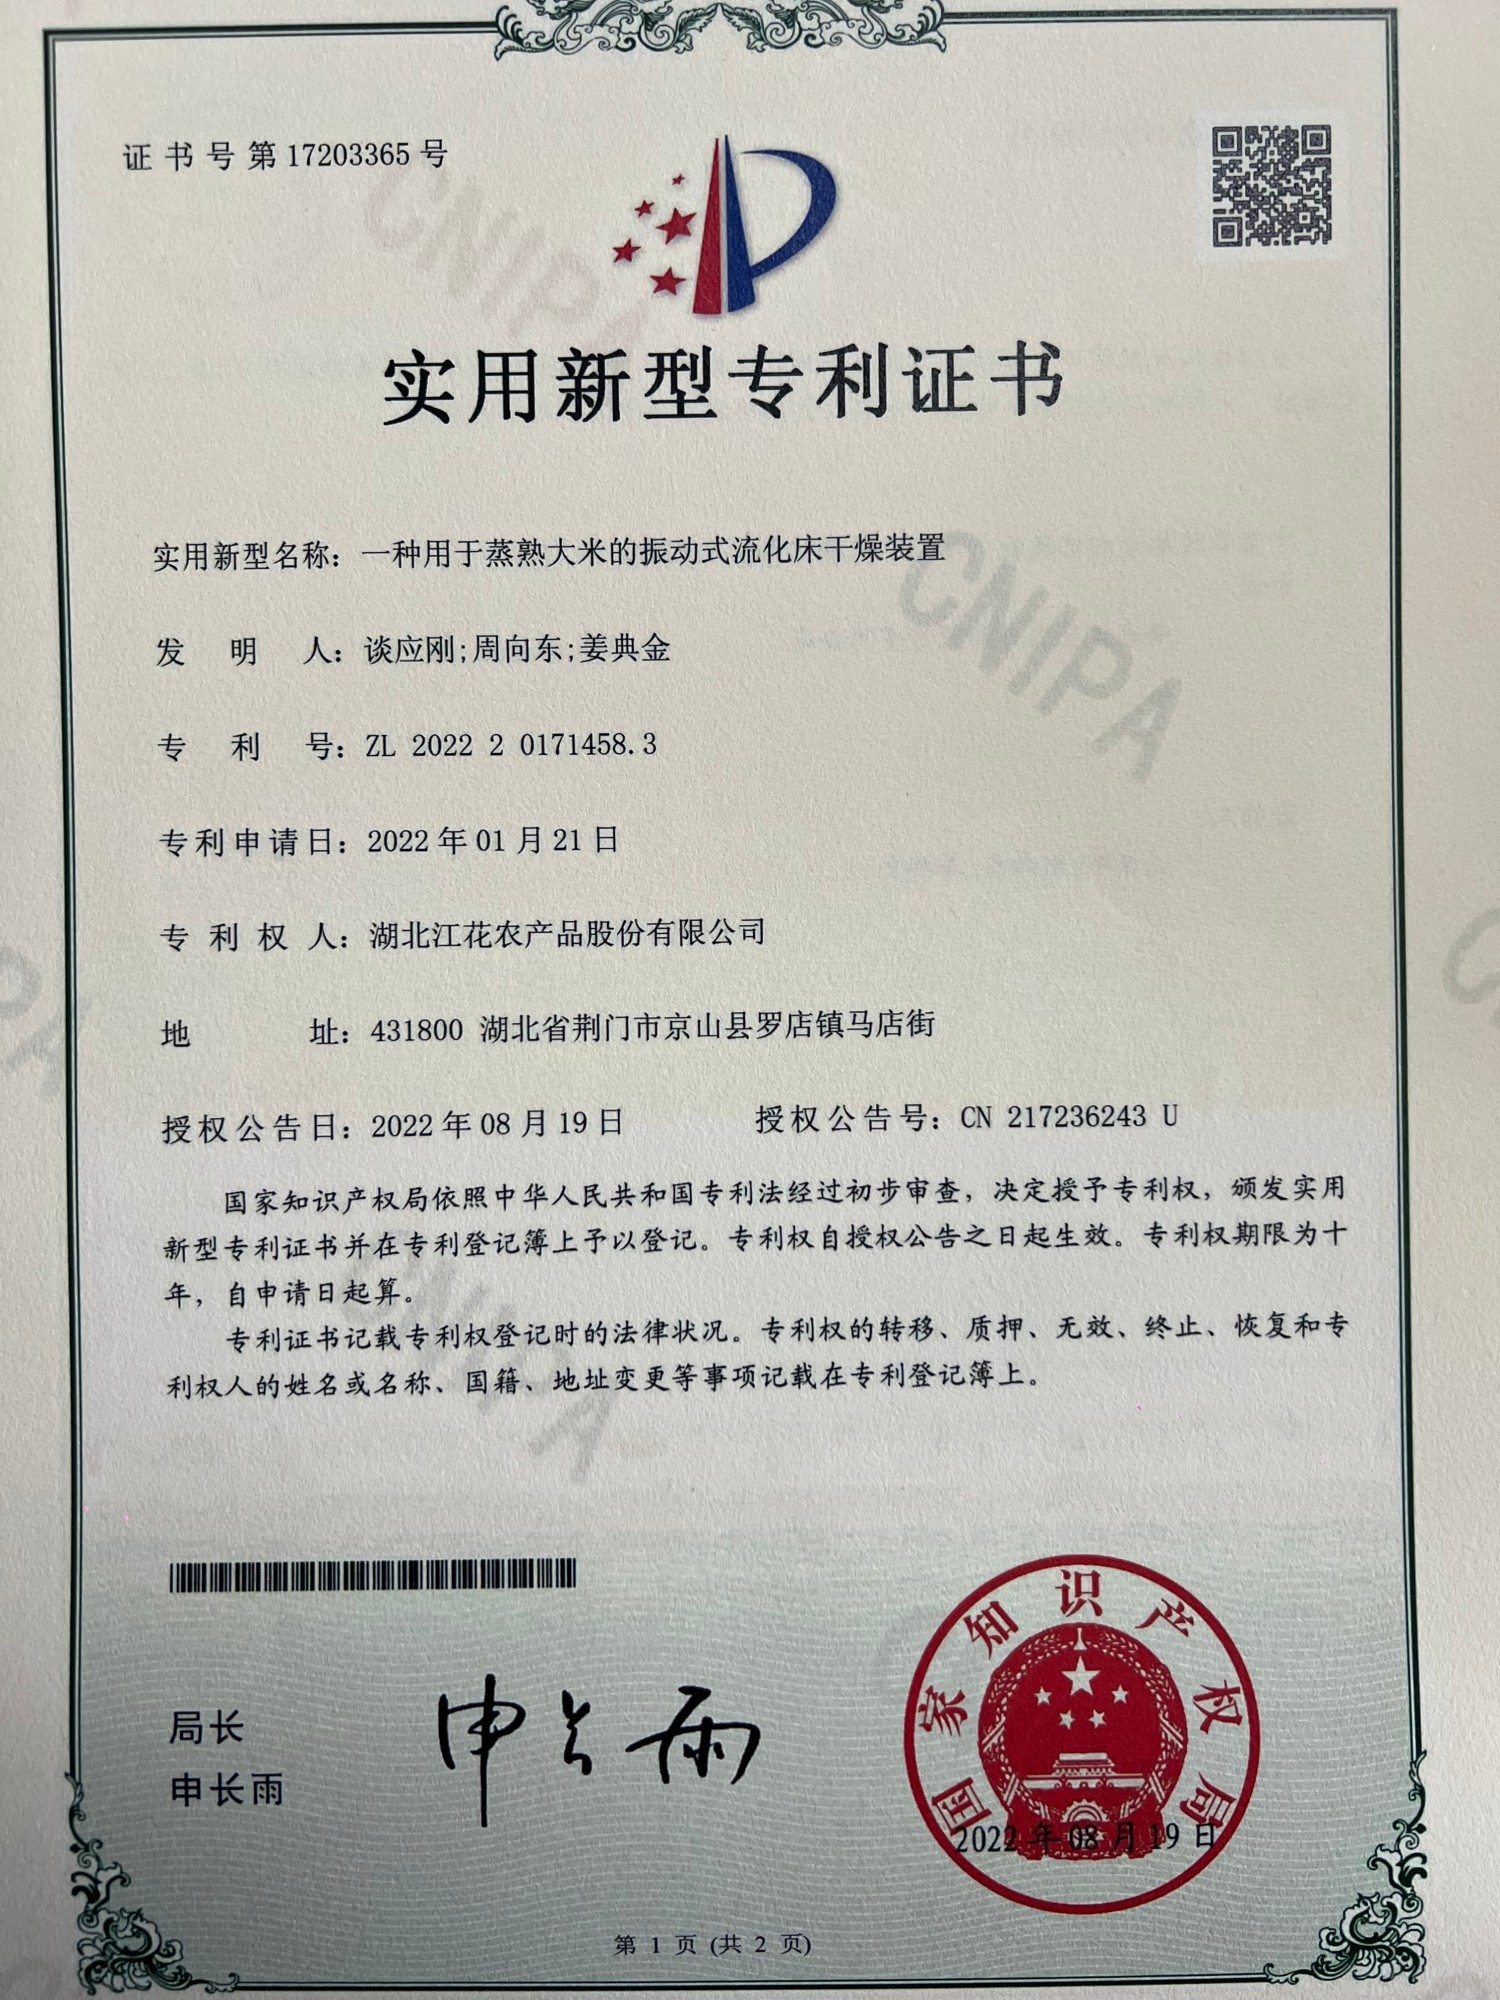 证书号第17203365号
实用新型专利证书
实用新型名称：一种用于蒸熟大米的振动式流化床干燥装置
发明人：谈应刚;周向东;姜典金
专利号：ZL 2022 2 0171458.3
专利申请日：2022年01月21日
专利权人：湖北江花农产品股份有限公司
地址：431800 湖北省荆门市京山县罗店镇马店街
授权公告日：2022年08月19日 授权公告号：CN 217236243 U
国家知识产权局依照中华人民共和国专利法经过初步审查，决定授予专利权，颁发实用
新型专利证书并在专利登记簿上予以登记。专利权自授权公告之日起生效。专利权期限为十
年，自申请日起算。
专利证书记载专利权登记时的法律状况。专利权的转移、质押、无效、终止、恢复和专
利权人的姓名或名称、国籍、地址变更等事项记载在专利登记簿上。
局长
申长雨
申长雨
国家知识产权局
2022年08月19日
第 1 页 (共 2 页)
CNIPA
CNIPA
CNIPA